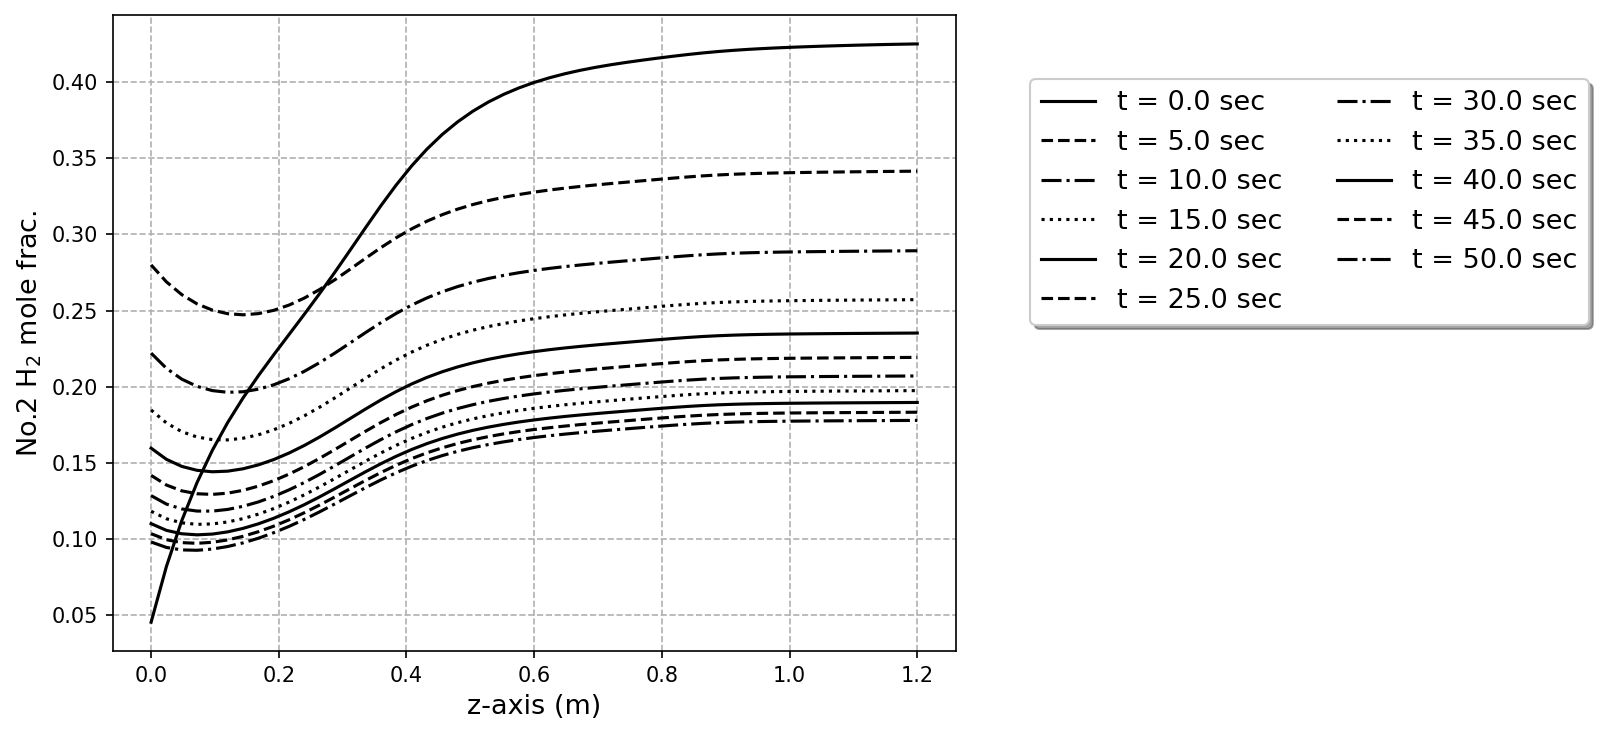 No.2 H₂ mole frac.
0.40
0.35
0.30
0.25
0.20
0.15
0.10
0.05
0.0 0.2 0.4 0.6 0.8 1.0 1.2
z-axis (m)
t = 0.0 sec
t = 5.0 sec
t = 10.0 sec
t = 15.0 sec
t = 20.0 sec
t = 25.0 sec
t = 30.0 sec
t = 35.0 sec
t = 40.0 sec
t = 45.0 sec
t = 50.0 sec